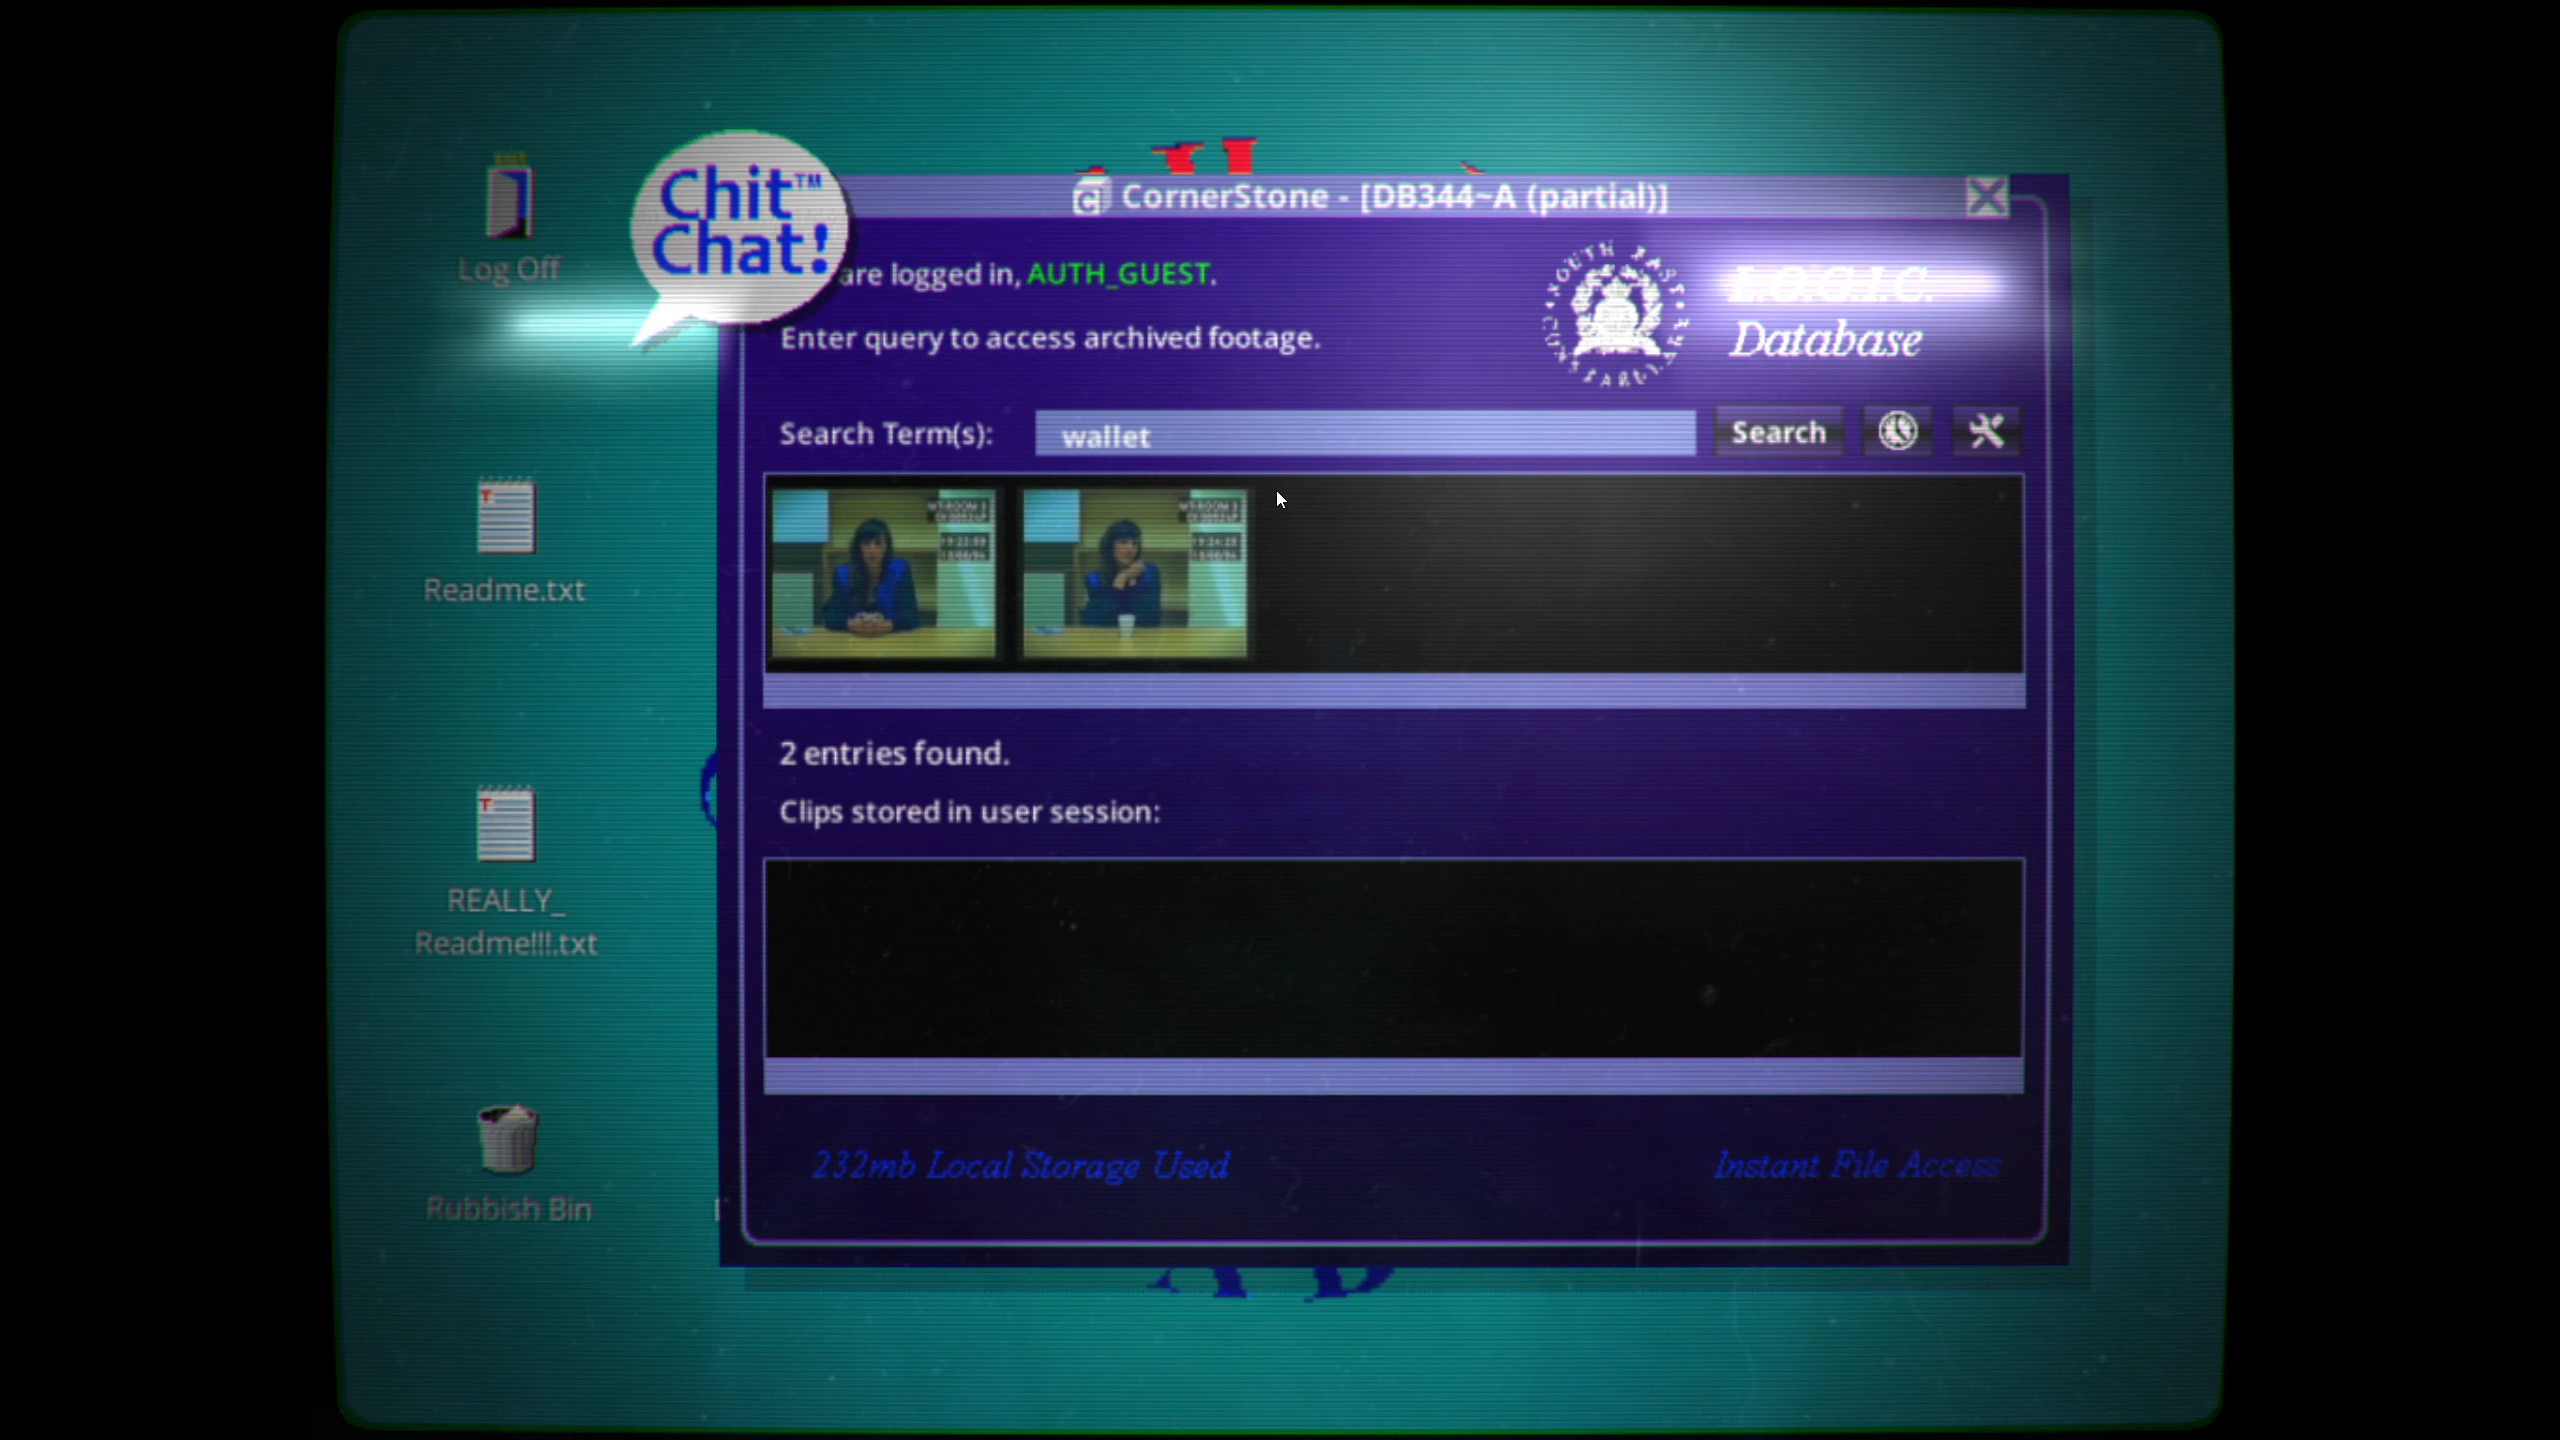 Log Off
Chit™
Chat!
CornerStone - [DB344~A (partial)]
are logged in, AUTH_GUEST.
Enter query to access archived footage.
L.O.G.I.C.
Database
Search Term(s):
wallet
Search
Readme.txt
2 entries found.
Clips stored in user session:
REALLY_
Readme!!!.txt
232mb Local Storage Used
Instant File Access
Rubbish Bin